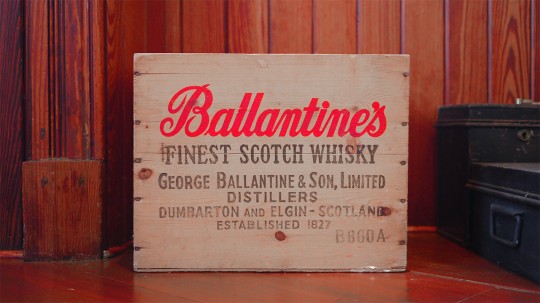 Ballantine's
FINEST SCOTCH WHISKY
GEORGE BALLANTINE & SON, LIMITED
DISTILLERS
DUMBARTON AND ELGIN - SCOTLAND
ESTABLISHED 1827
B660A